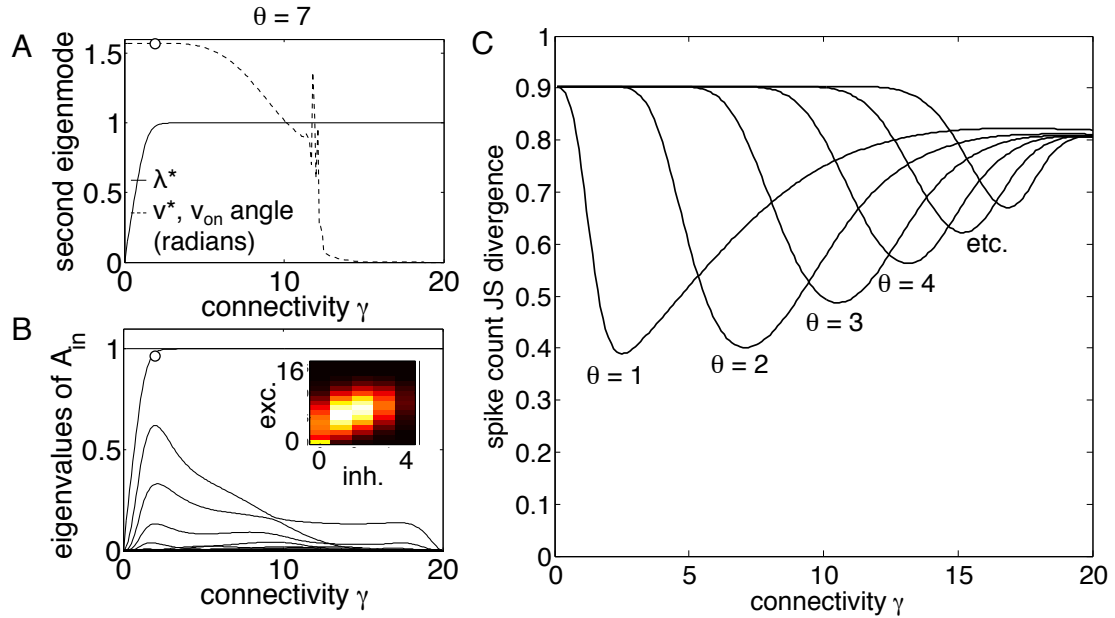 θ = 7
A
second eigenmode
1.5
1
0.5
0
λ*
v*, v_on angle
(radians)
0 10 20
connectivity γ
B
eigenvalues of A_in
1
0.5
0
exc.
16
0
0 4
inh.
0 10 20
connectivity γ
C
spike count JS divergence
1
0.9
0.8
0.7
0.6
0.5
0.4
0.3
0.2
0.1
0
θ = 1
θ = 2
θ = 3
θ = 4
etc.
0 5 10 15 20
connectivity γ